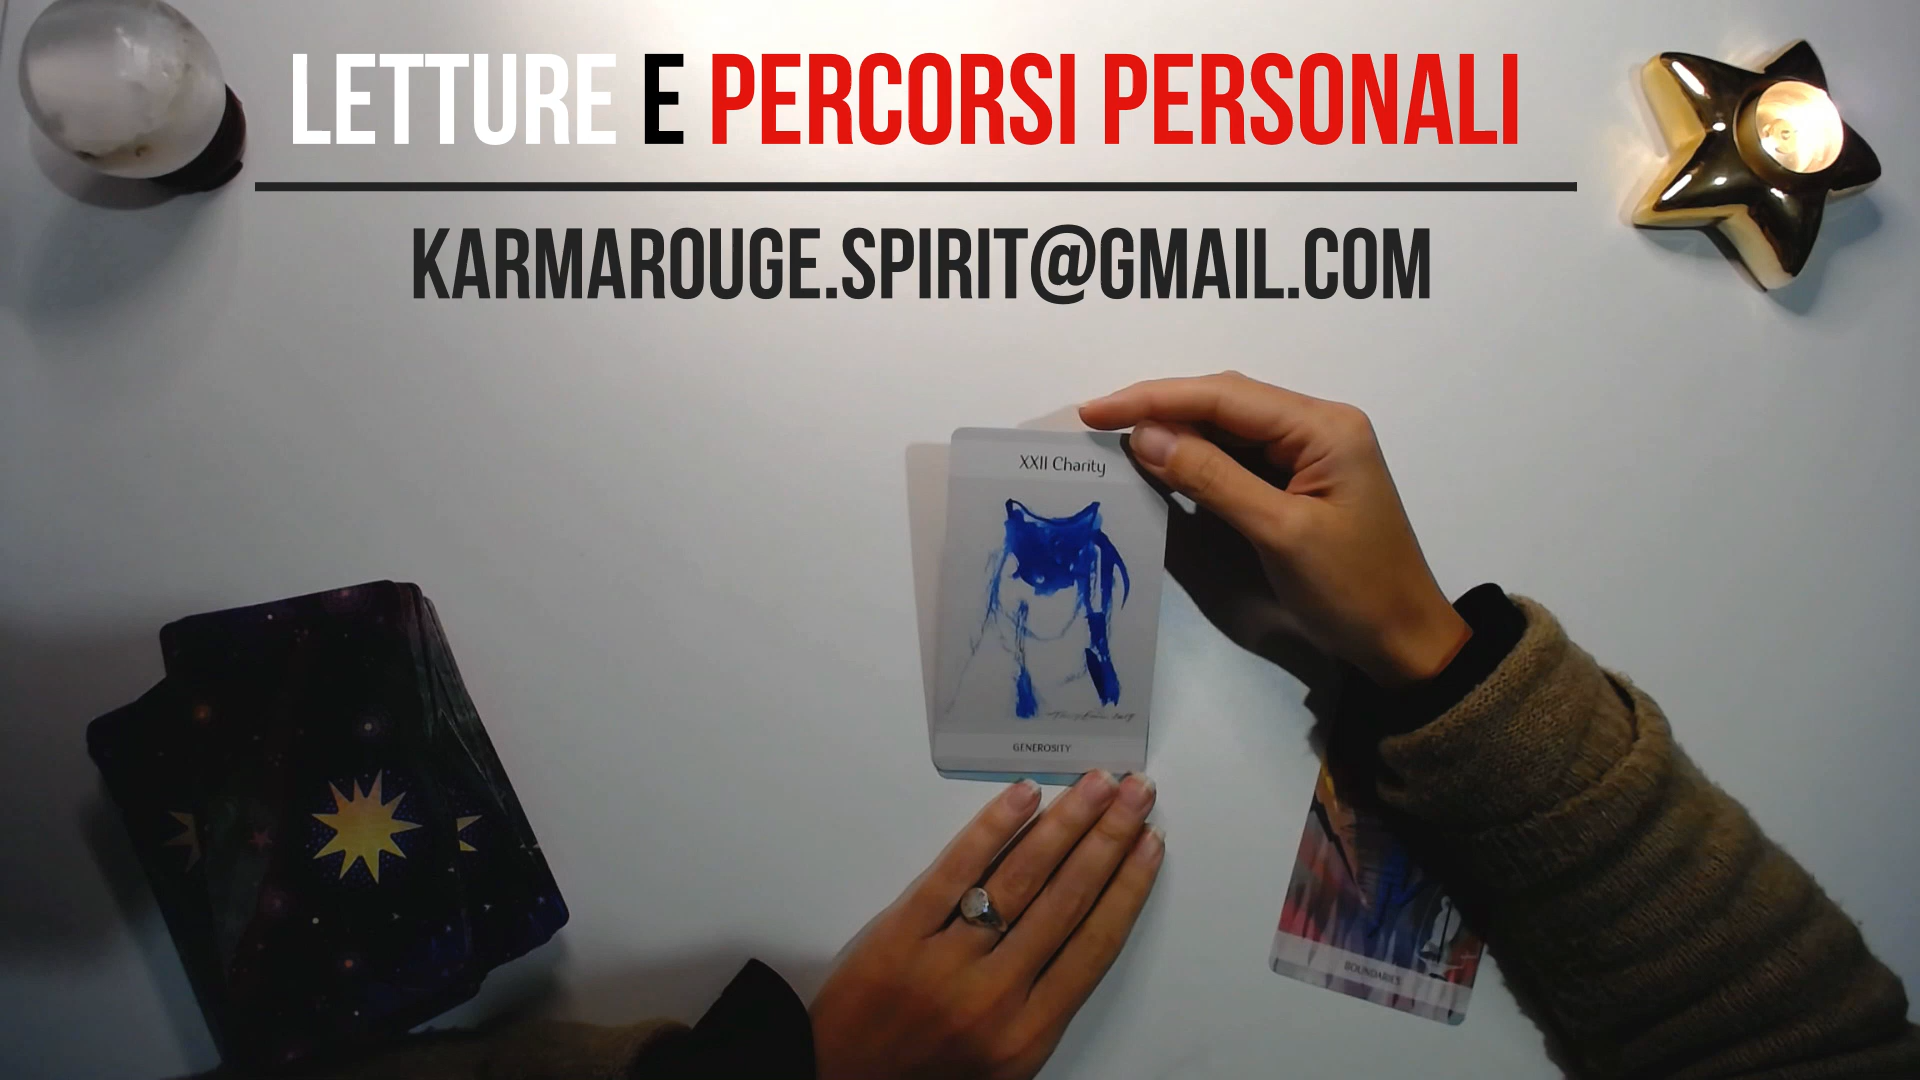 LETTURE E PERCORSI PERSONALI
KARMAROUGE.SPIRIT@GMAIL.COM
XXII Charity
GENEROSITY
BOUNDARIES